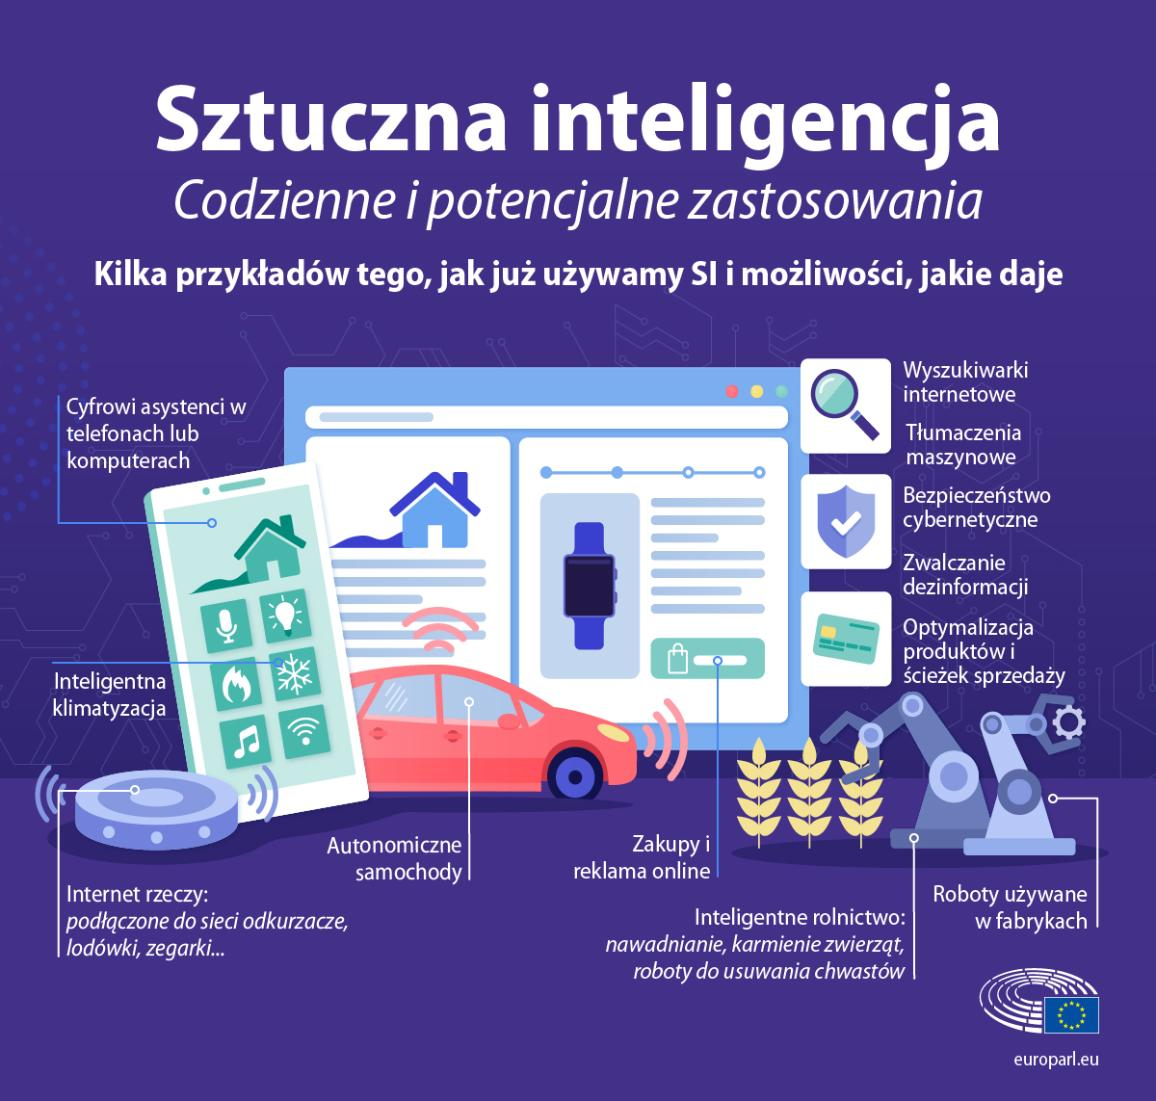 Sztuczna inteligencja
Codzienne i potencjalne zastosowania
Kilka przykładów tego, jak już używamy SI i możliwości, jakie daje
Cyfrowi asystenci w
telefonach lub
komputerach
Inteligentna
klimatyzacja
Internet rzeczy:
podłączone do sieci odkurzacze,
lodówki, zegarki...
Autonomiczne
samochody
Zakupy i
reklama online
Wyszukiwarki
internetowe
Tłumaczenia
maszynowe
Bezpieczeństwo
cybernetyczne
Zwalczanie
dezinformacji
Optymalizacja
produktów i
ścieżek sprzedaży
Inteligentne rolnictwo:
nawadnianie, karmienie zwierząt,
roboty do usuwania chwastów
Roboty używane
w fabrykach
europarl.eu